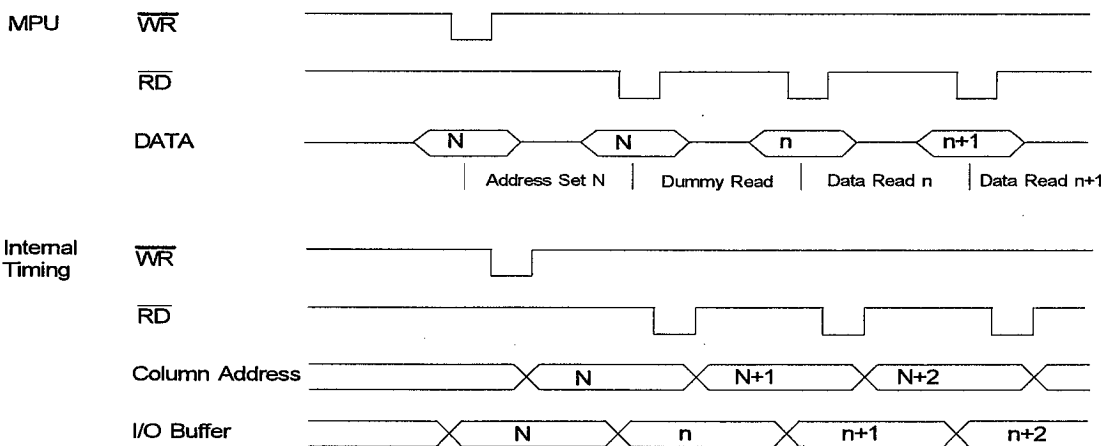 MPU WR
RD
DATA N N n n+1
Address Set N Dummy Read Data Read n Data Read n+1
Internal Timing WR
RD
Column Address N N+1 N+2
I/O Buffer N n n+1 n+2